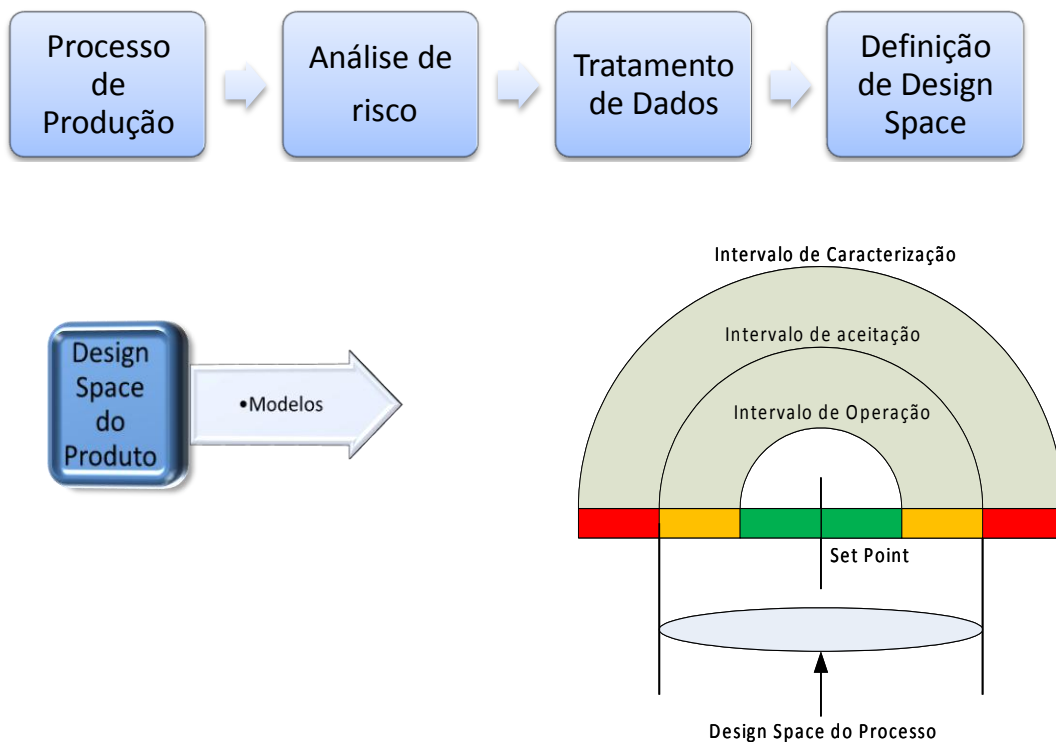 Processo
de
Produção
Análise de
risco
Tratamento
de Dados
Definição
de Design
Space
Design
Space
do
Produto
•Modelos
Intervalo de Caracterização
Intervalo de aceitação
Intervalo de Operação
Set Point
Design Space do Processo